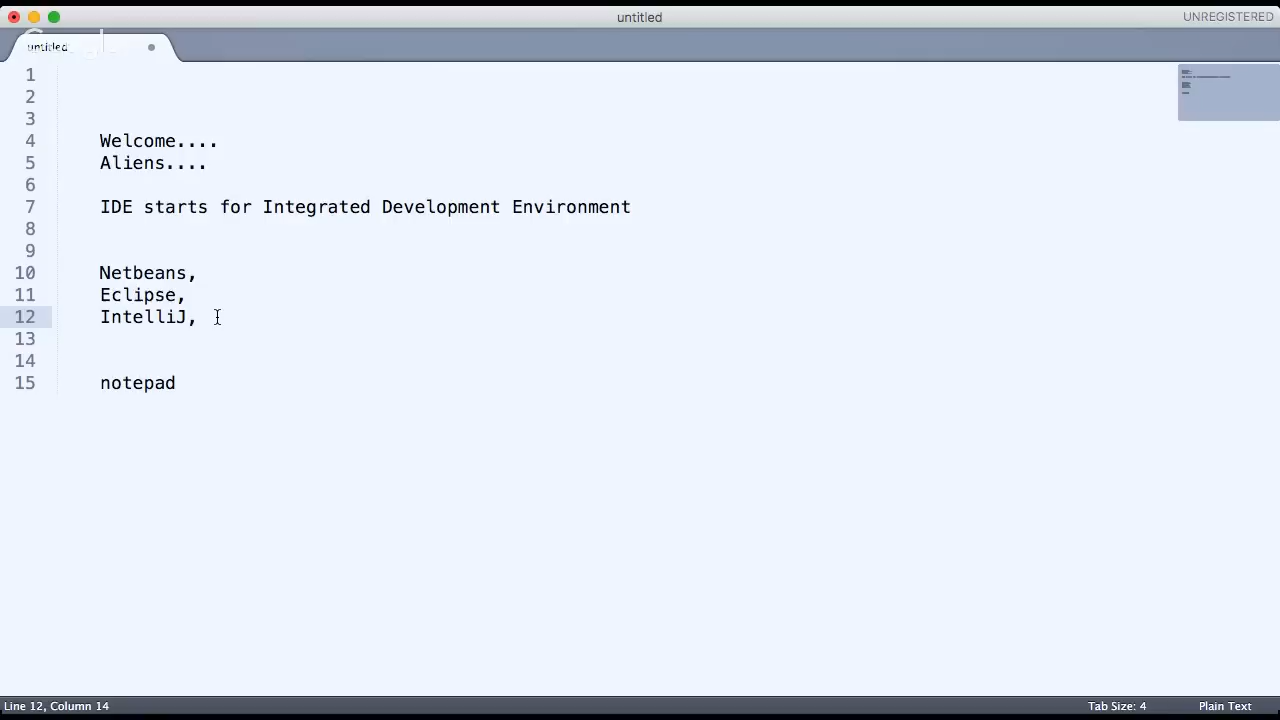 untitled
UNREGISTERED
untitled
1
2
3
4 Welcome....
5 Aliens....
6
7 IDE starts for Integrated Development Environment
8
9
10 Netbeans,
11 Eclipse,
12 IntelliJ,
13
14
15 notepad
Line 12, Column 14 Tab Size: 4 Plain Text